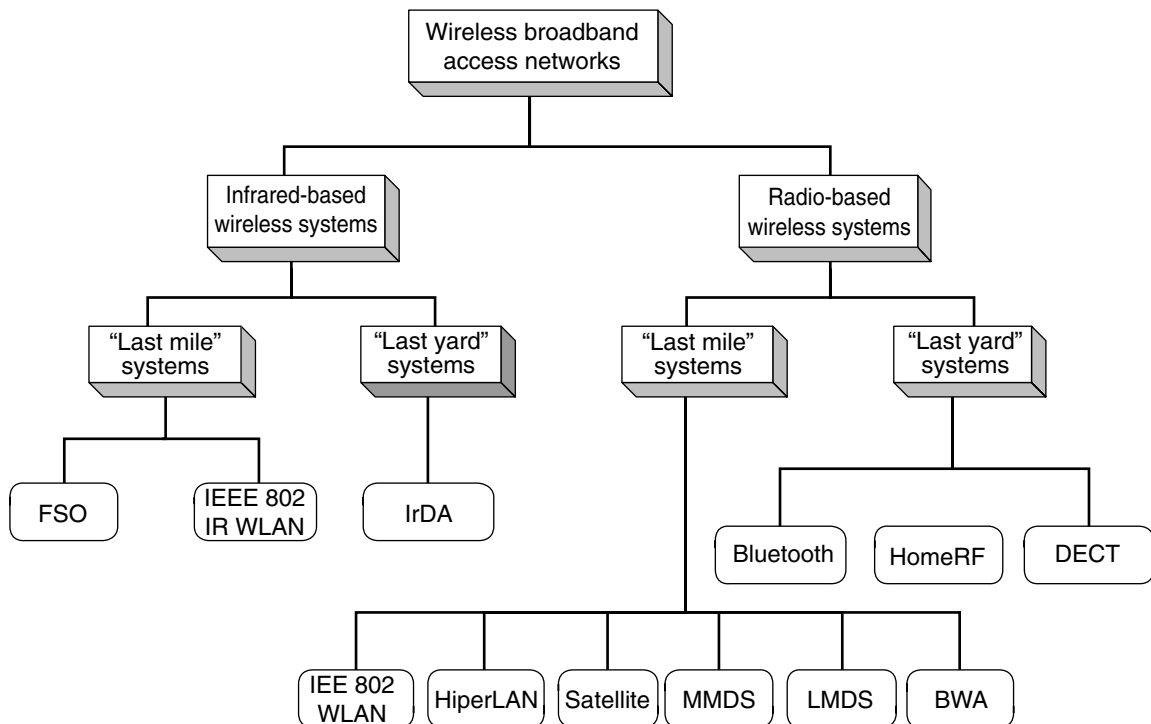 Wireless broadband
access networks
Infrared-based
wireless systems
Radio-based
wireless systems
“Last mile”
systems
“Last yard”
systems
“Last mile”
systems
“Last yard”
systems
FSO
IEEE 802
IR WLAN
IrDA
Bluetooth
HomeRF
DECT
IEE 802
WLAN
HiperLAN
Satellite
MMDS
LMDS
BWA